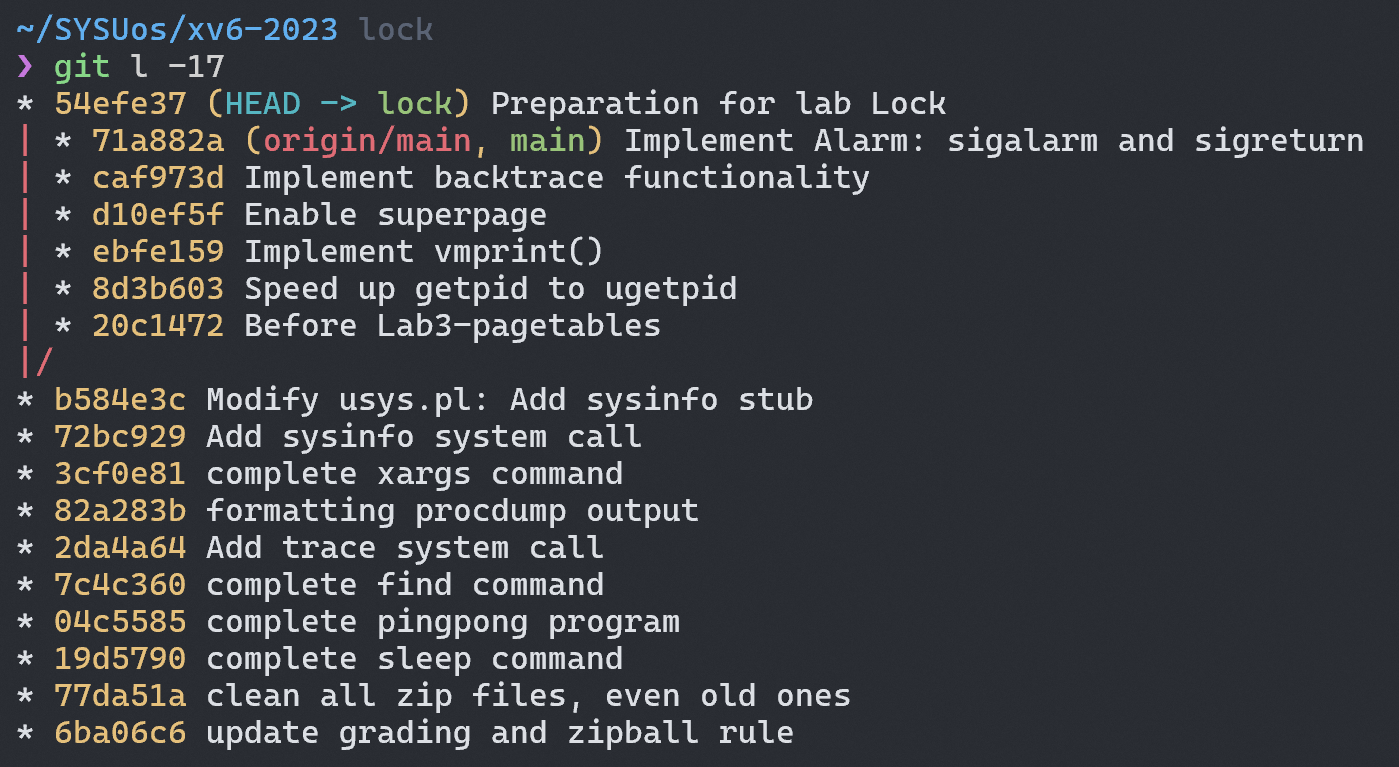 ~/SYSUos/xv6-2023 lock
❯ git l -17
* 54efe37 (HEAD -> lock) Preparation for lab Lock
| * 71a882a (origin/main, main) Implement Alarm: sigalarm and sigreturn
| * caf973d Implement backtrace functionality
| * d10ef5f Enable superpage
| * ebfe159 Implement vmprint()
| * 8d3b603 Speed up getpid to ugetpid
| * 20c1472 Before Lab3-pagetables
|/
* b584e3c Modify usys.pl: Add sysinfo stub
* 72bc929 Add sysinfo system call
* 3cf0e81 complete xargs command
* 82a283b formatting procdump output
* 2da4a64 Add trace system call
* 7c4c360 complete find command
* 04c5585 complete pingpong program
* 19d5790 complete sleep command
* 77da51a clean all zip files, even old ones
* 6ba06c6 update grading and zipball rule